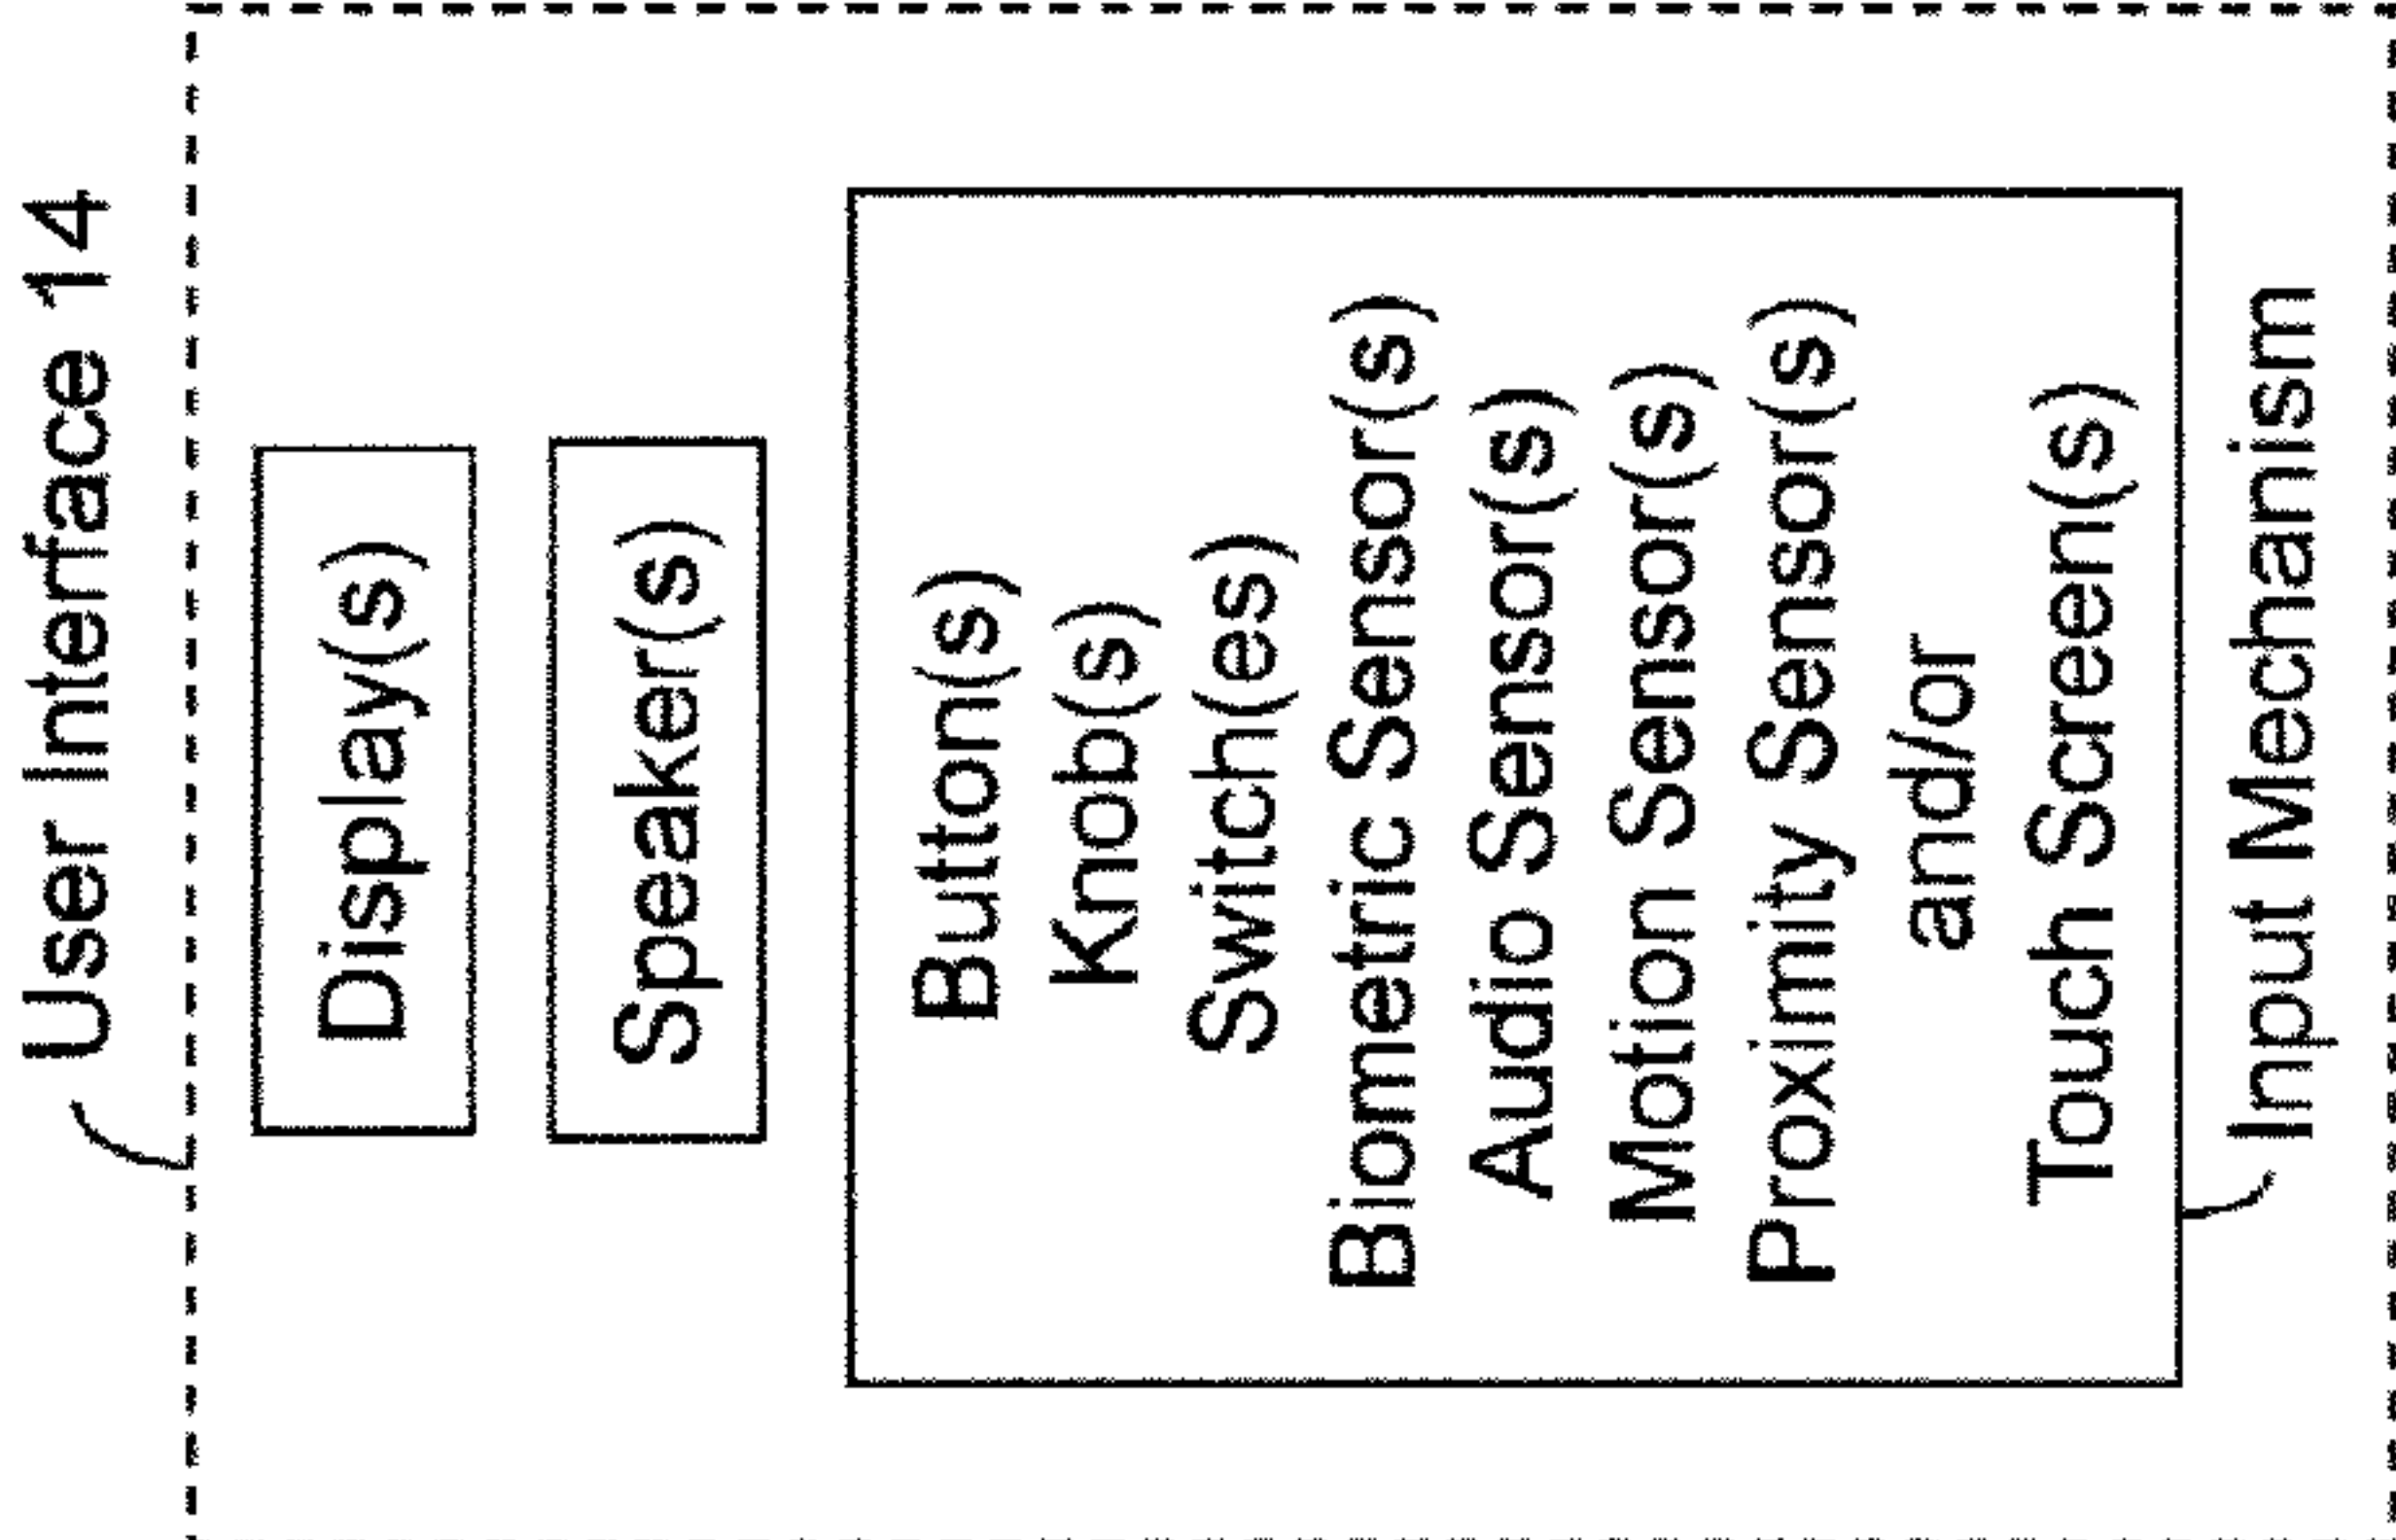 User Interface 14
Display(s)
Speaker(s)
Button(s)
Knob(s)
Switch(es)
Biometric Sensor(s)
Audio Sensor(s)
Motion Sensor(s)
Proximity Sensor(s)
and/or
Touch Screen(s)
Input Mechanism